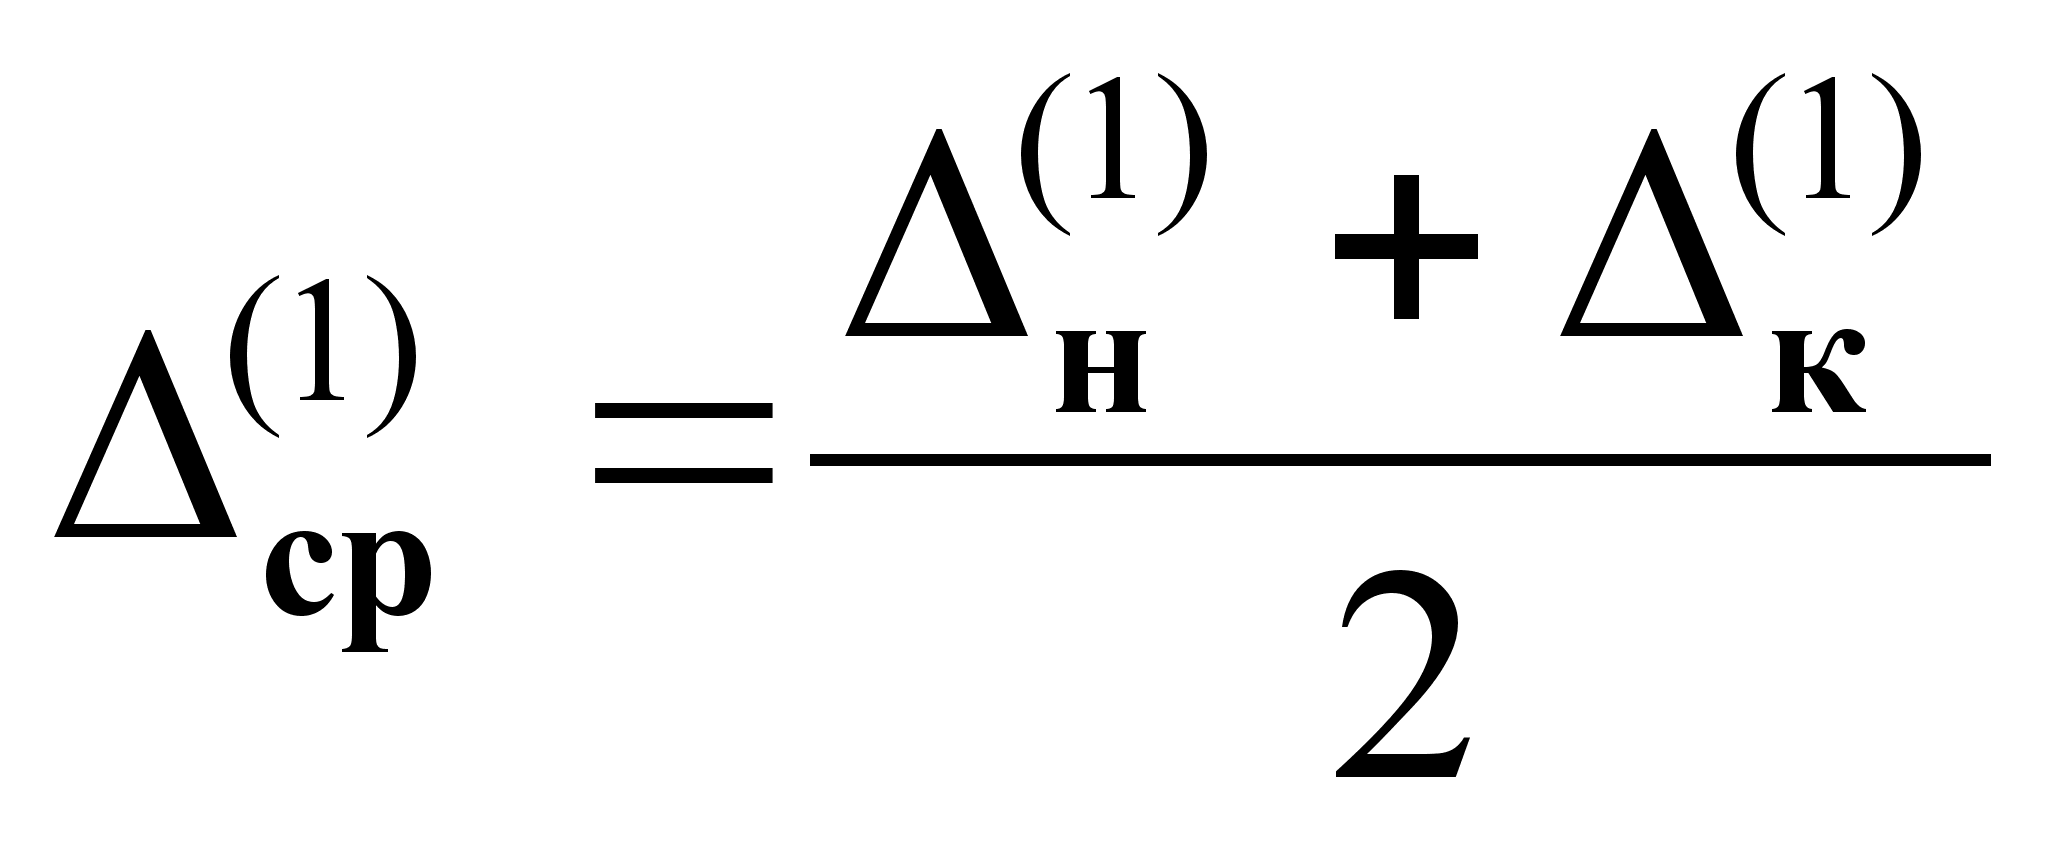 Δ_ср^(1) = (Δ_н^(1) + Δ_к^(1)) / 2